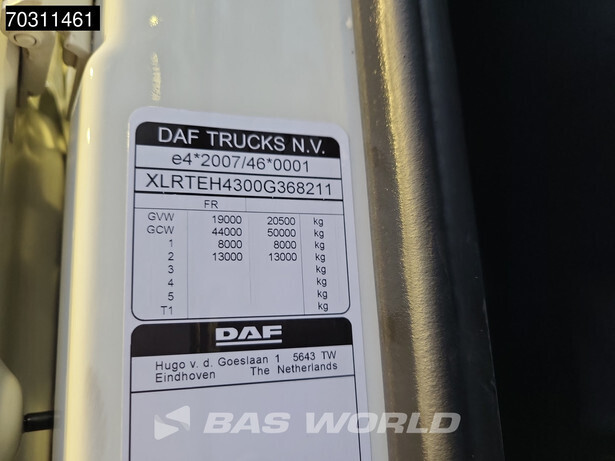 70311461
DAF TRUCKS N.V.
e4*2007/46*0001
XLRTEH4300G368211
FR
GVW 19000 20500 kg
GCW 44000 50000 kg
1 8000 8000 kg
2 13000 13000 kg
3 kg
4 kg
5 kg
T1 kg
DAF
Hugo v. d. Goeslaan 1 5643 TW
Eindhoven The Netherlands
BAS WORLD